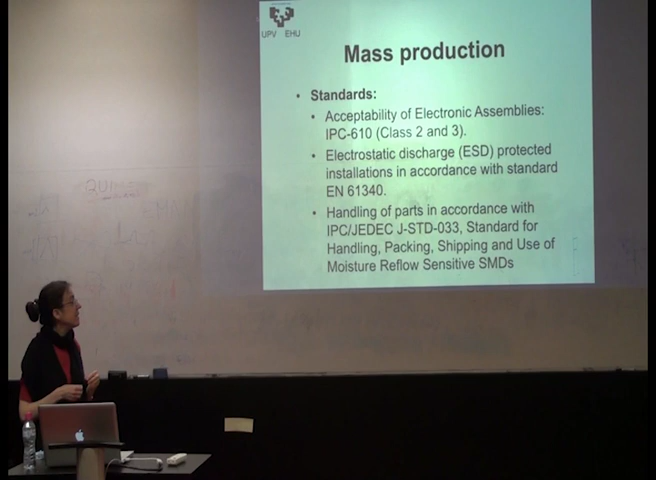 UPV EHU
Mass production
• Standards:
• Acceptability of Electronic Assemblies:
IPC-610 (Class 2 and 3).
• Electrostatic discharge (ESD) protected
installations in accordance with standard
EN 61340.
• Handling of parts in accordance with
IPC/JEDEC J-STD-033, Standard for
Handling, Packing, Shipping and Use of
Moisture Reflow Sensitive SMDs